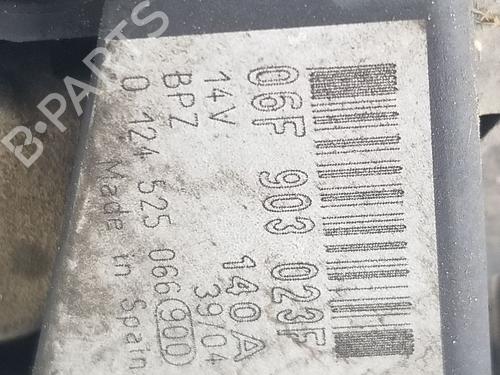 06F 903 023F
14V 140A
BPZ 39/04
0 124 525 066 900
Made in Spain
B-PARTS